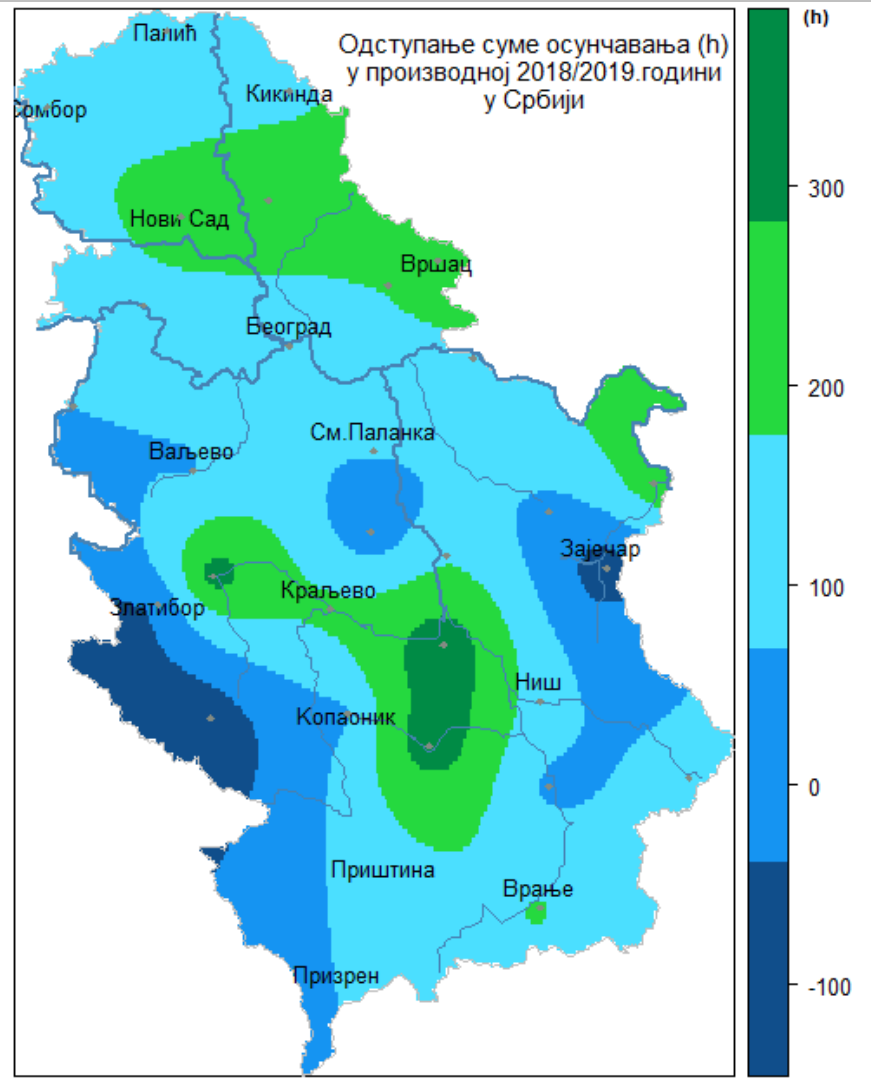 Одступање суме осунчавања (h)
у производној 2018/2019.години
у Србији
(h)
Палић
Кикинда
Сомбор
Нови Сад
Вршац
Београд
См.Паланка
Ваљево
Зајечар
Краљево
Златибор
Ниш
Копаоник
Приштина
Врање
Призрен
300
200
100
0
-100